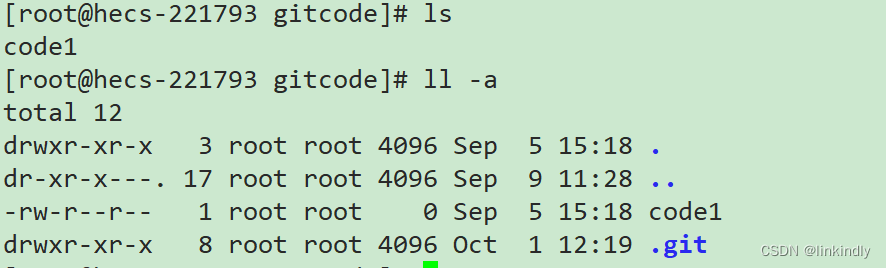 [root@hecs-221793 gitcode]# ls
code1
[root@hecs-221793 gitcode]# ll -a
total 12
drwxr-xr-x   3 root root 4096 Sep  5 15:18 .
dr-xr-x---. 17 root root 4096 Sep  9 11:28 ..
-rw-r--r--   1 root root    0 Sep  5 15:18 code1
drwxr-xr-x   8 root root 4096 Oct  1 12:19 .git
CSDN @linkindly